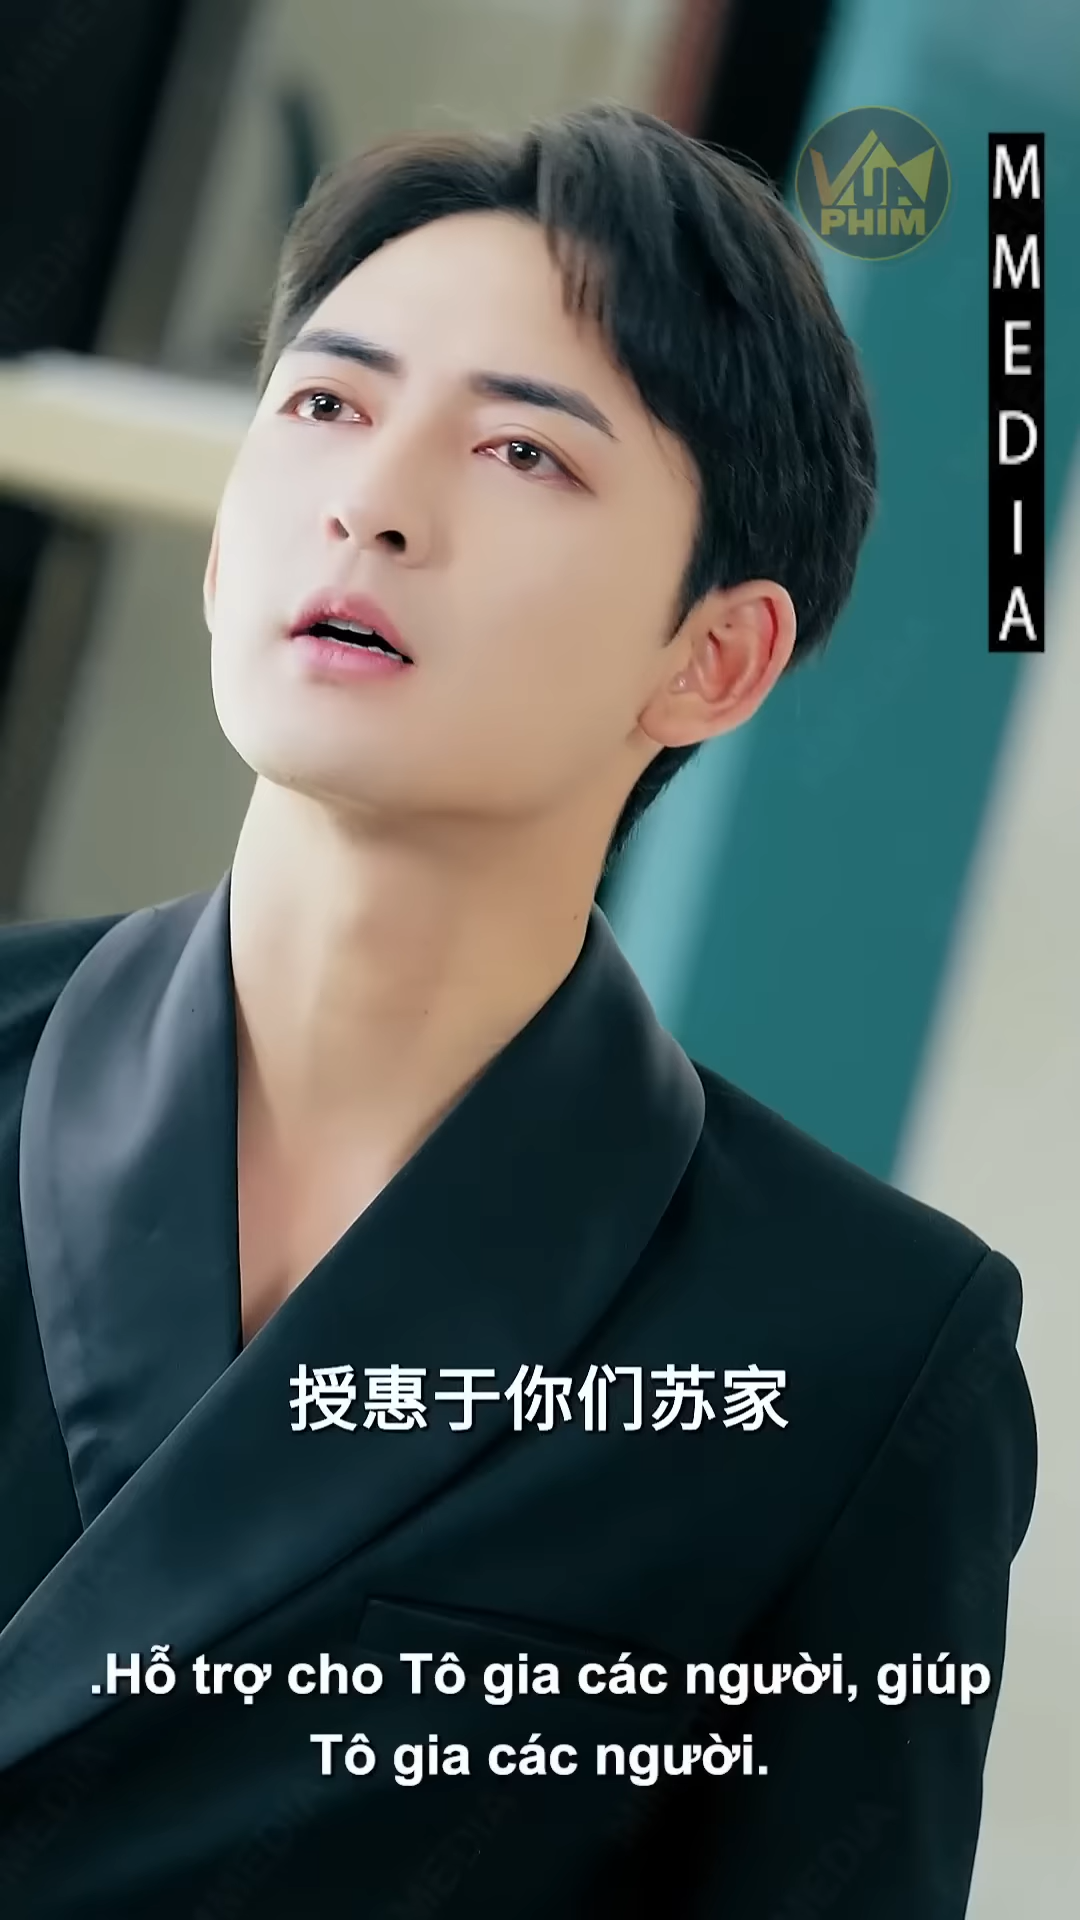 VUA
PHIM
MMEDIA
授惠于你们苏家
.Hỗ trợ cho Tô gia các người, giúp
Tô gia các người.